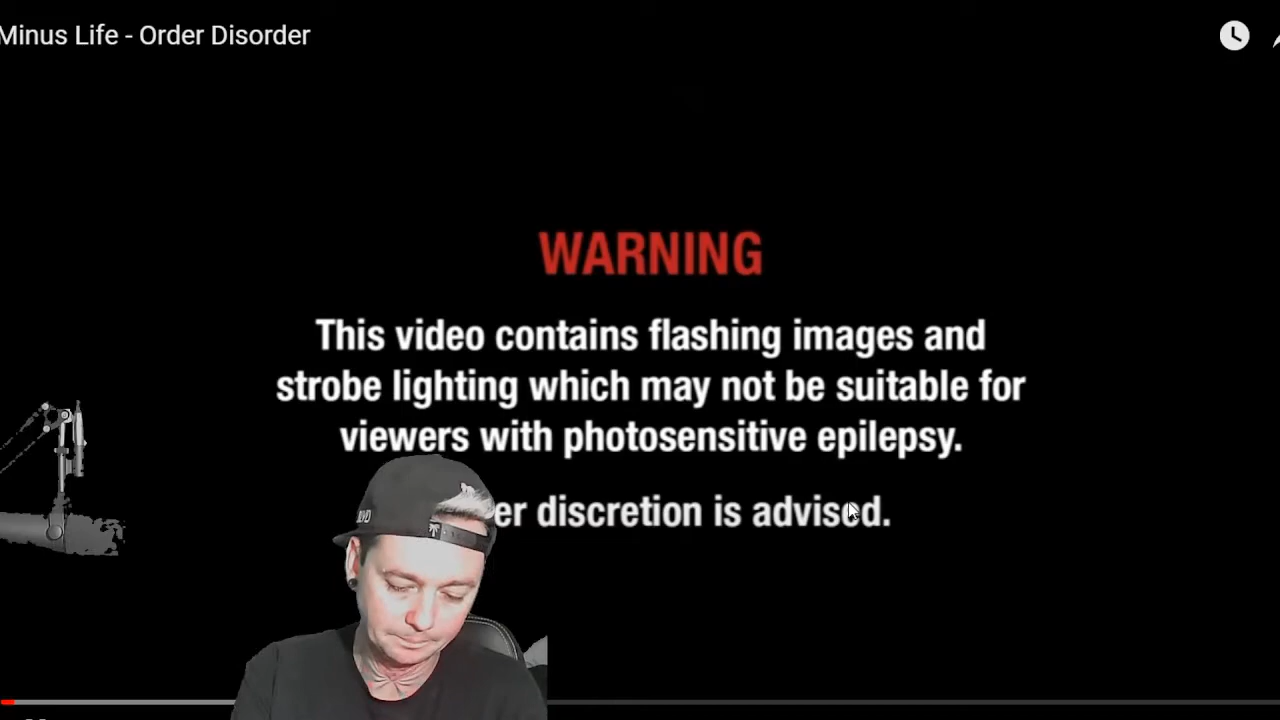 Minus Life - Order Disorder
WARNING
This video contains flashing images and
strobe lighting which may not be suitable for
viewers with photosensitive epilepsy.
er discretion is advised.